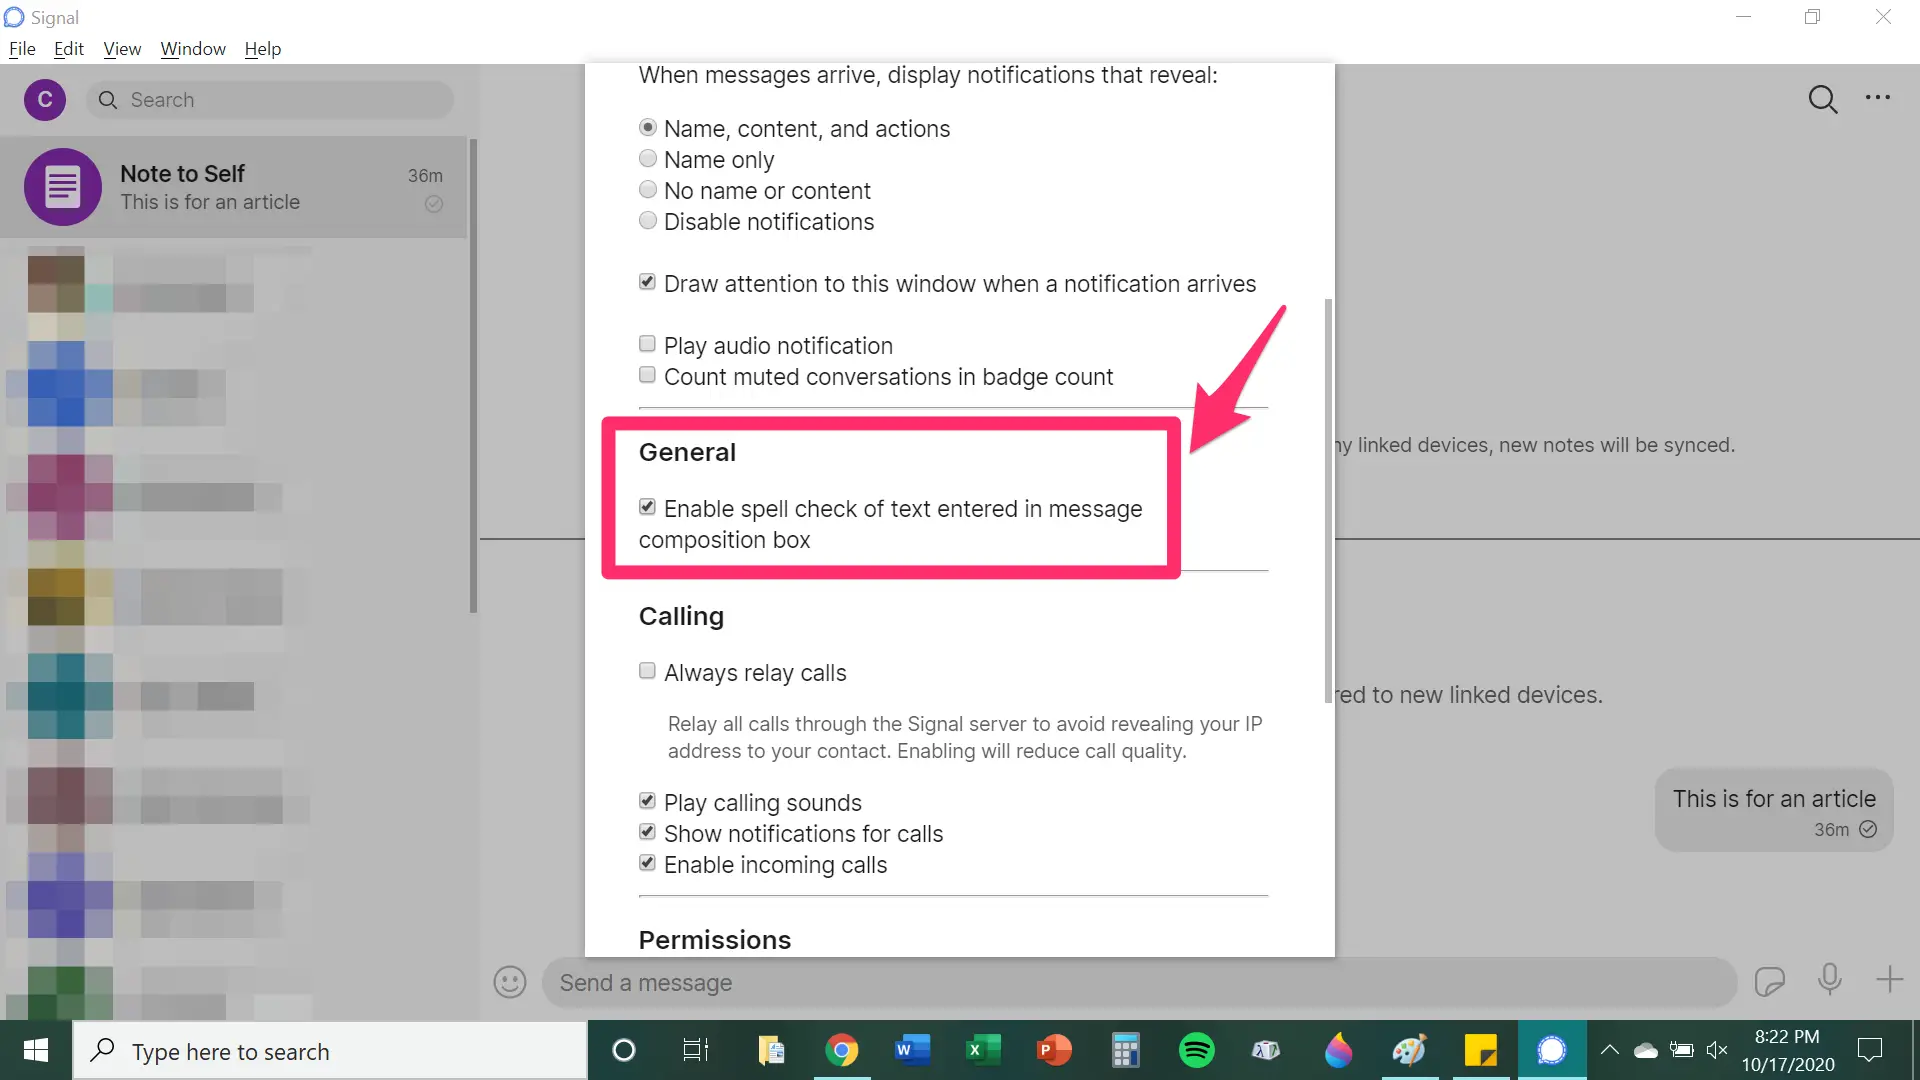 Signal
File Edit View Window Help
C
Search
Note to Self
36m
This is for an article
When messages arrive, display notifications that reveal:
Name, content, and actions
Name only
No name or content
Disable notifications
Draw attention to this window when a notification arrives
Play audio notification
Count muted conversations in badge count
General
Enable spell check of text entered in message
composition box
Calling
Always relay calls
Relay all calls through the Signal server to avoid revealing your IP
address to your contact. Enabling will reduce call quality.
Play calling sounds
Show notifications for calls
Enable incoming calls
Permissions
linked devices, new notes will be synced.
to new linked devices.
This is for an article
36m
Send a message
Type here to search
W
X
P
8:22 PM
10/17/2020